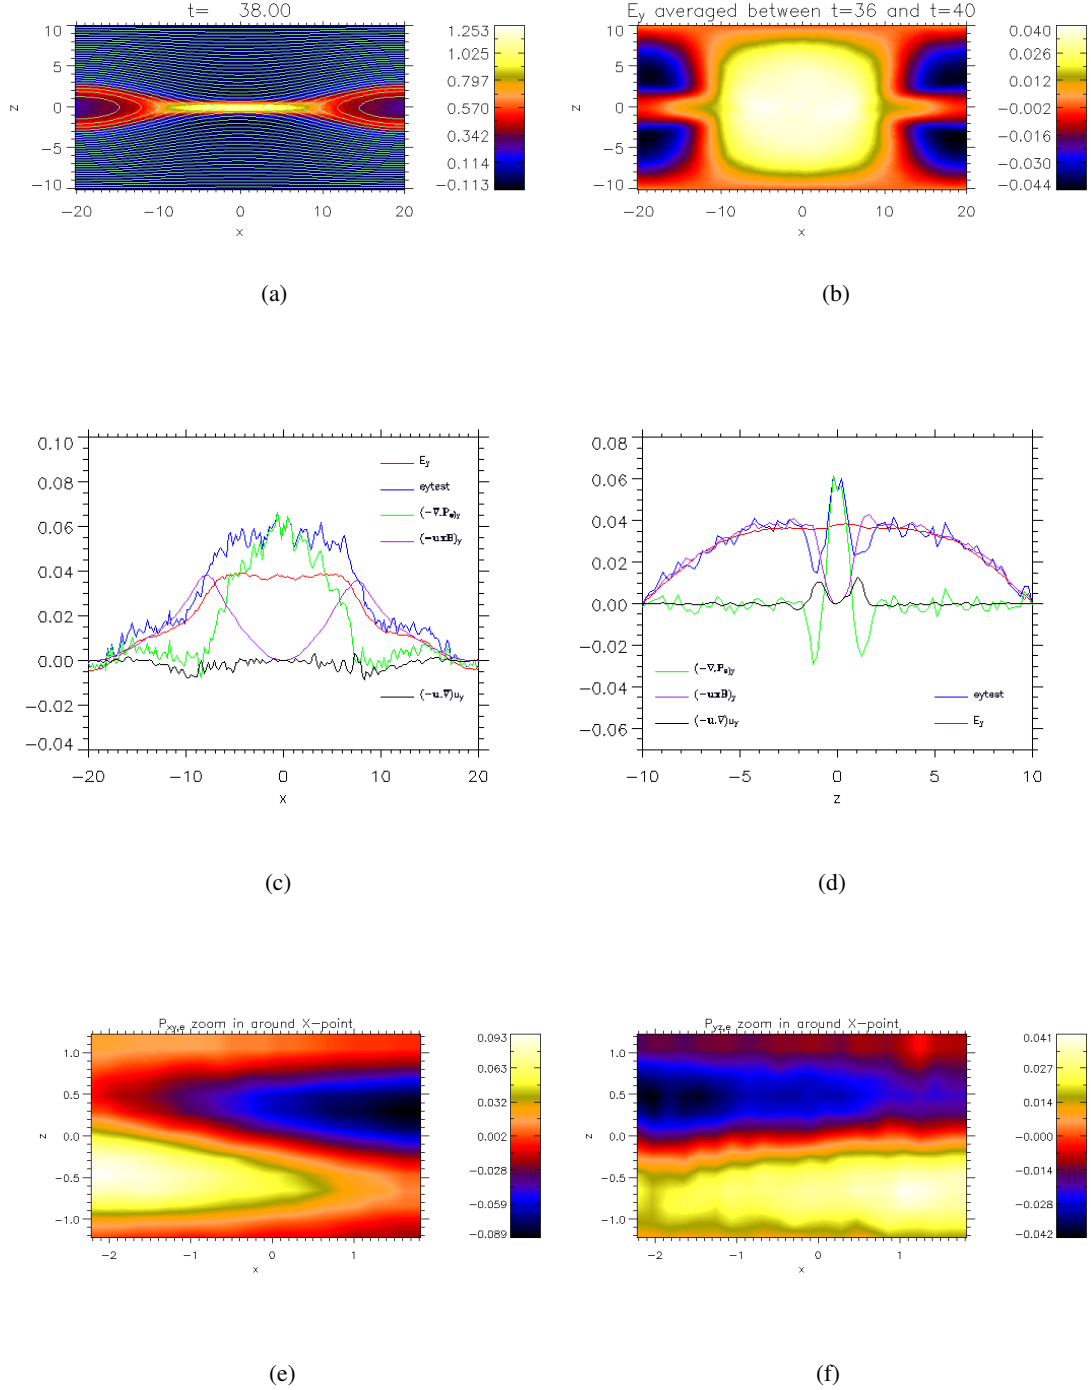 t= 38.00
10
5
0
−5
−10
z
−20 −10 0 10 20
x
1.253
1.025
0.797
0.570
0.342
0.114
−0.113
(a)
Ey averaged between t=36 and t=40
10
5
0
−5
−10
z
−20 −10 0 10 20
x
0.040
0.026
0.012
−0.002
−0.016
−0.030
−0.044
(b)
0.10
0.08
0.06
0.04
0.02
0.00
−0.02
−0.04
Ey
eytest
(−∇.Pe)y
(−uxB)y
(−u.∇)uy
−20 −10 0 10 20
x
(c)
0.08
0.06
0.04
0.02
0.00
−0.02
−0.04
−0.06
(−∇.Pe)y
(−uxB)y
(−u.∇)uy
eytest
Ey
−10 −5 0 5 10
z
(d)
Pxy,e zoom in around X−point
1.0
0.5
0.0
−0.5
−1.0
z
−2 −1 0 1
x
0.093
0.063
0.032
0.002
−0.028
−0.059
−0.089
(e)
Pyz,e zoom in around X−point
1.0
0.5
0.0
−0.5
−1.0
z
−2 −1 0 1
x
0.041
0.027
0.014
−0.000
−0.014
−0.028
−0.042
(f)